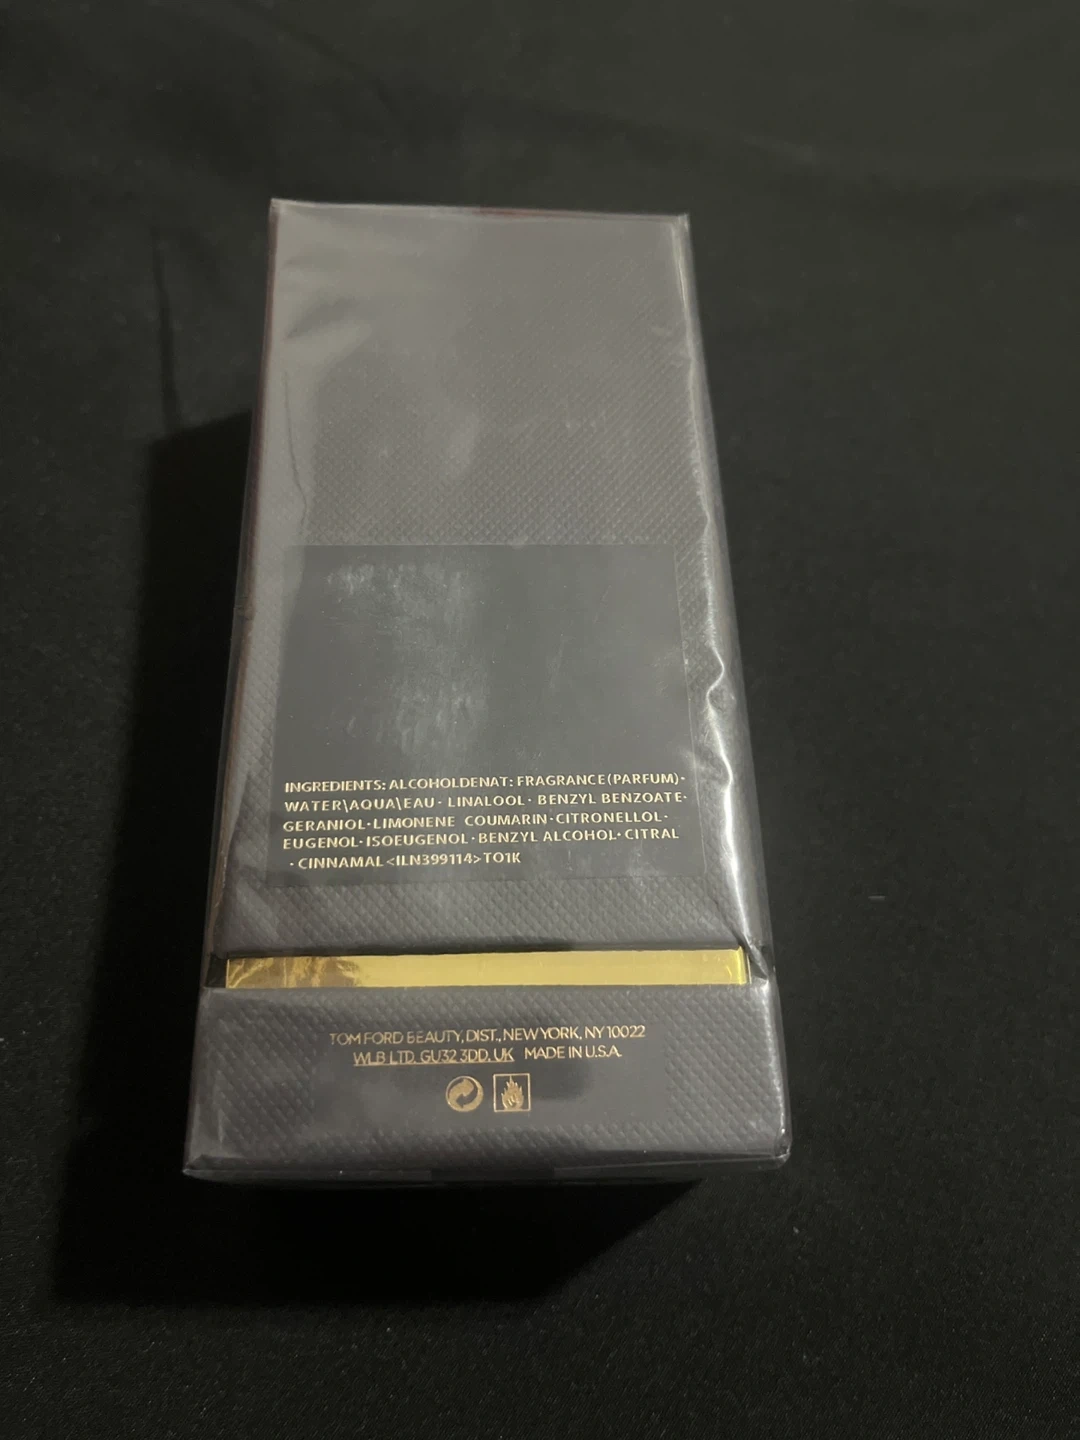 INGREDIENTS: ALCOHOLDENAT: FRAGRANCE(PARFUM)·
WATER\AQUA\EAU· LINALOOL· BENZYL BENZOATE·
GERANIOL·LIMONENE COUMARIN·CITRONELLOL·
EUGENOL·ISOEUGENOL·BENZYL ALCOHOL·CITRAL
·CINNAMAL<ILN399114>TO1K
TOM FORD BEAUTY, DIST., NEW YORK, NY 10022
WLB LTD. GU32 3DD. UK MADE IN U.S.A.